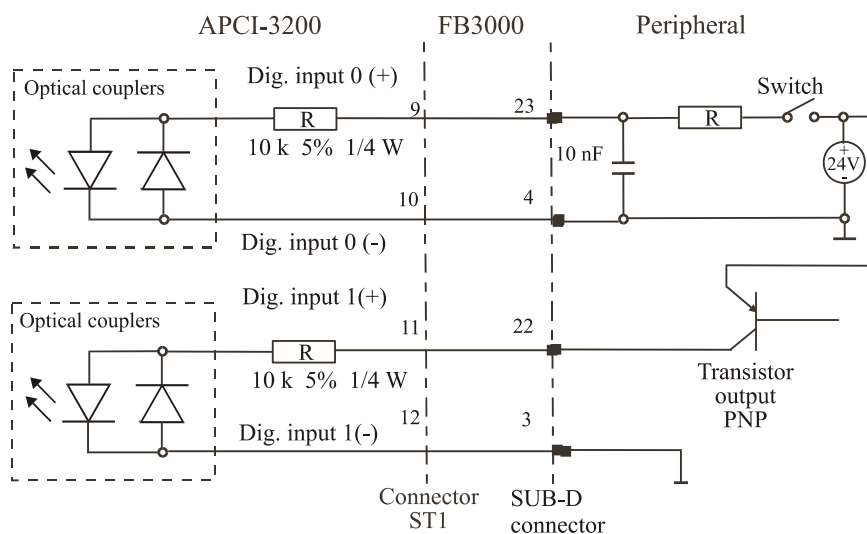 APCI-3200
FB3000
Peripheral
Optical couplers
Dig. input 0 (+)
R
10 k 5% 1/4 W
9
23
10 nF
R
Switch
+
24V
-
10
4
Dig. input 0 (-)
Optical couplers
Dig. input 1(+)
R
10 k 5% 1/4 W
11
22
Transistor
output
PNP
12
3
Dig. input 1(-)
Connector
ST1
SUB-D
connector